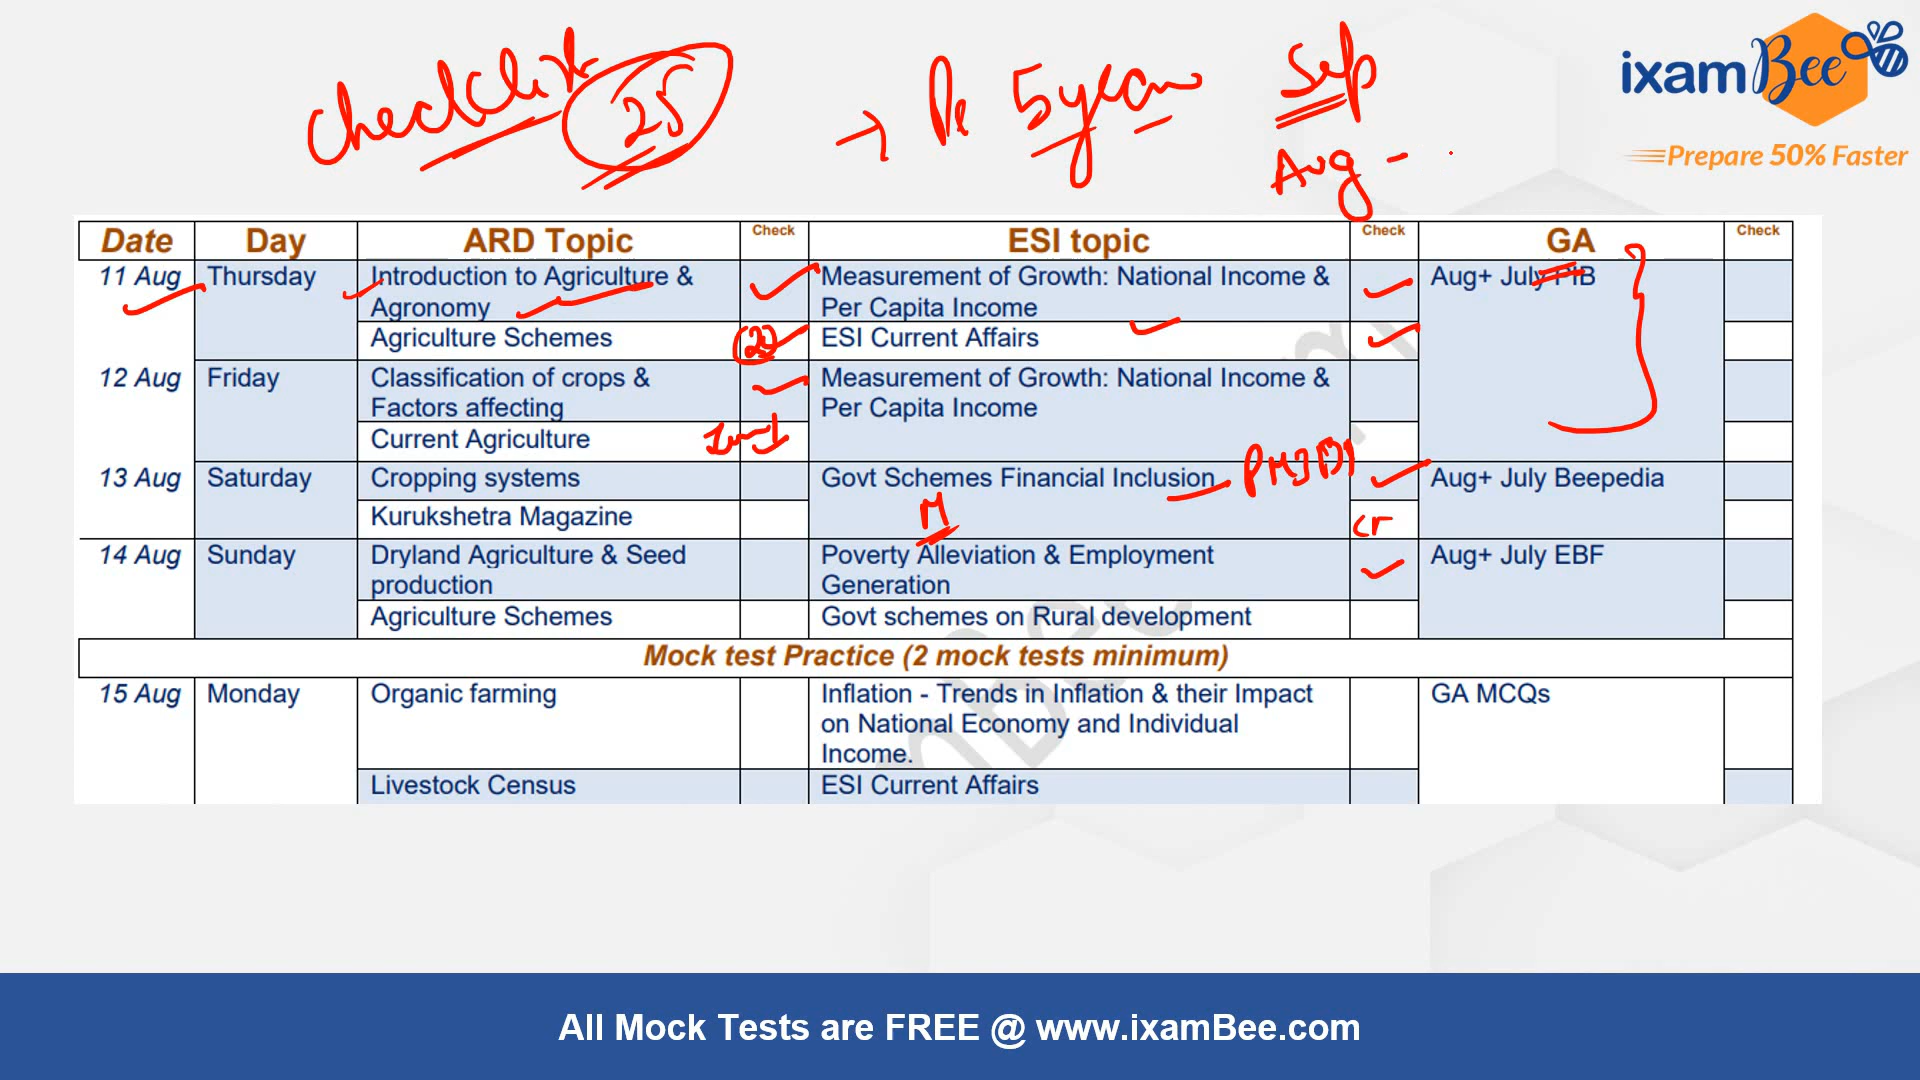 Checklist 25 → 5 year Sep
Aug -
ixamBee
Prepare 50% Faster
Date Day ARD Topic Check ESI topic Check GA Check
11 Aug Thursday Introduction to Agriculture & Measurement of Growth: National Income & Aug+ July PIB
Agronomy Per Capita Income
Agriculture Schemes ESI Current Affairs
12 Aug Friday Classification of crops & Measurement of Growth: National Income &
Factors affecting Per Capita Income
Current Agriculture
13 Aug Saturday Cropping systems Govt Schemes Financial Inclusion Aug+ July Beepedia
Kurukshetra Magazine M
14 Aug Sunday Dryland Agriculture & Seed Poverty Alleviation & Employment Aug+ July EBF
production Generation
Agriculture Schemes Govt schemes on Rural development
Mock test Practice (2 mock tests minimum)
15 Aug Monday Organic farming Inflation - Trends in Inflation & their Impact GA MCQs
on National Economy and Individual
Income.
Livestock Census ESI Current Affairs
All Mock Tests are FREE @ www.ixamBee.com